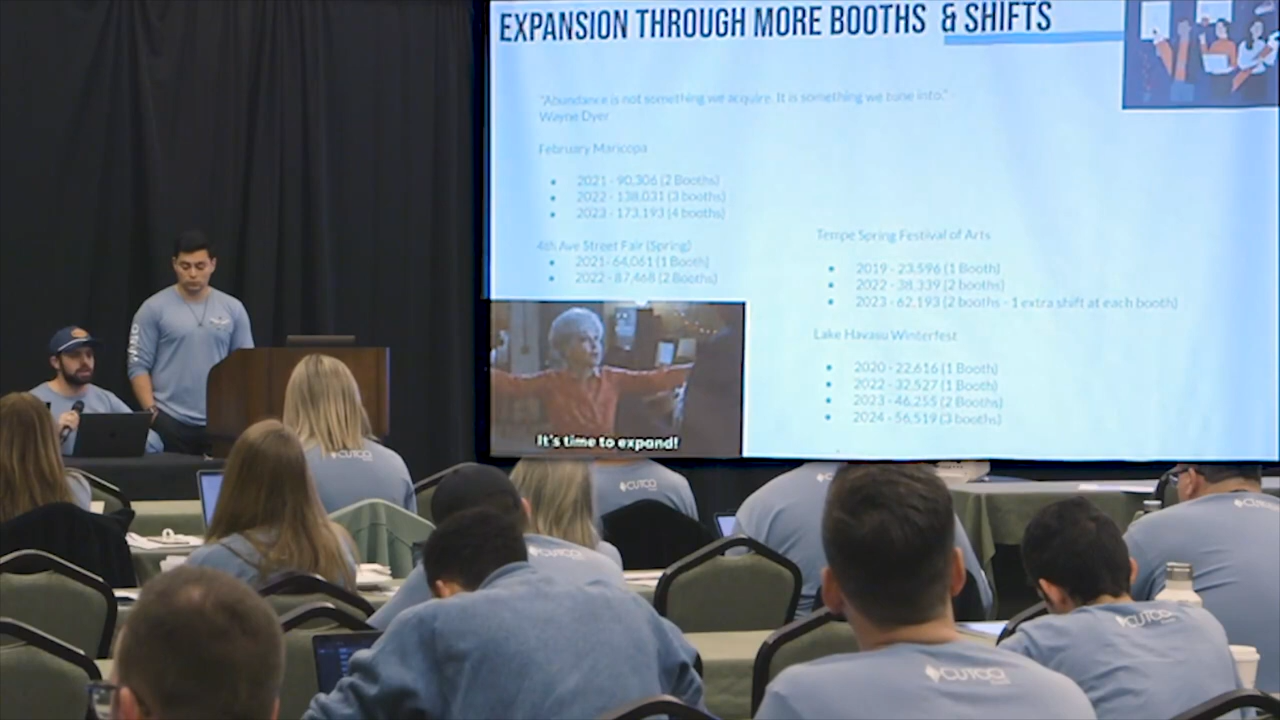 EXPANSION THROUGH MORE BOOTHS & SHIFTS
"Abundance is not something we acquire. It is something we tune into."
Wayne Dyer
February Maricopa
2021 - 90,306 (2 Booths)
2022 - 138,031 (3 booths)
2023 - 173,193 (4 booths)
4th Ave Street Fair (Spring)
2021- 64,061 (1 Booth)
2022 - 87,468 (2 Booths)
It's time to expand!
Tempe Spring Festival of Arts
2019 - 23,596 (1 Booth)
2022 - 38,339 (2 booths)
2023 - 62,193 (2 booths - 1 extra shift at each booth)
Lake Havasu Winterfest
2020 - 22,616 (1 Booth)
2022 - 32,527 (1 Booth)
2023 - 46,255 (2 Booths)
2024 - 56,519 (3 booths)
CUTCO
CUTCO
CUTCO
CUTCO
CUTCO
CUTCO